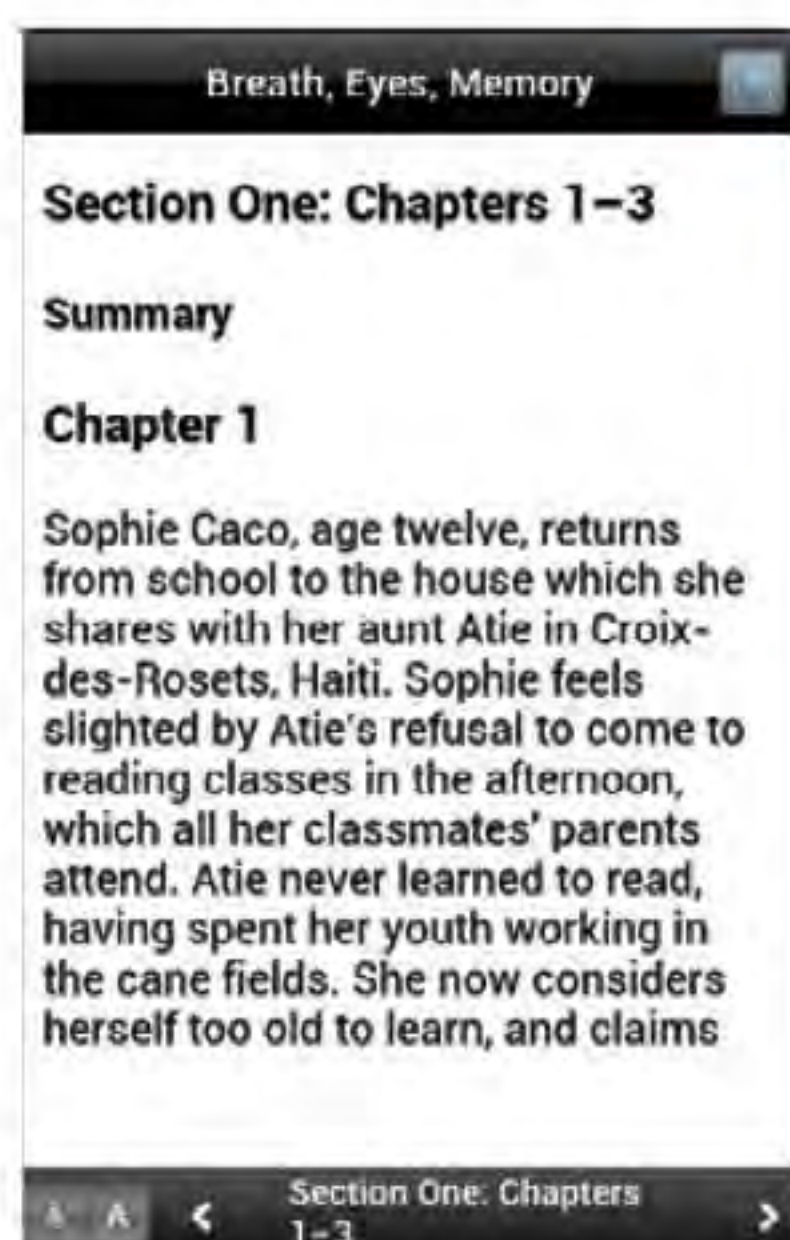 Breath, Eyes, Memory
Section One: Chapters 1–3
Summary
Chapter 1
Sophie Caco, age twelve, returns
from school to the house which she
shares with her aunt Atie in Croix-
des-Rosets, Haiti. Sophie feels
slighted by Atie's refusal to come to
reading classes in the afternoon,
which all her classmates' parents
attend. Atie never learned to read,
having spent her youth working in
the cane fields. She now considers
herself too old to learn, and claims
A A
Section One: Chapters
1–3